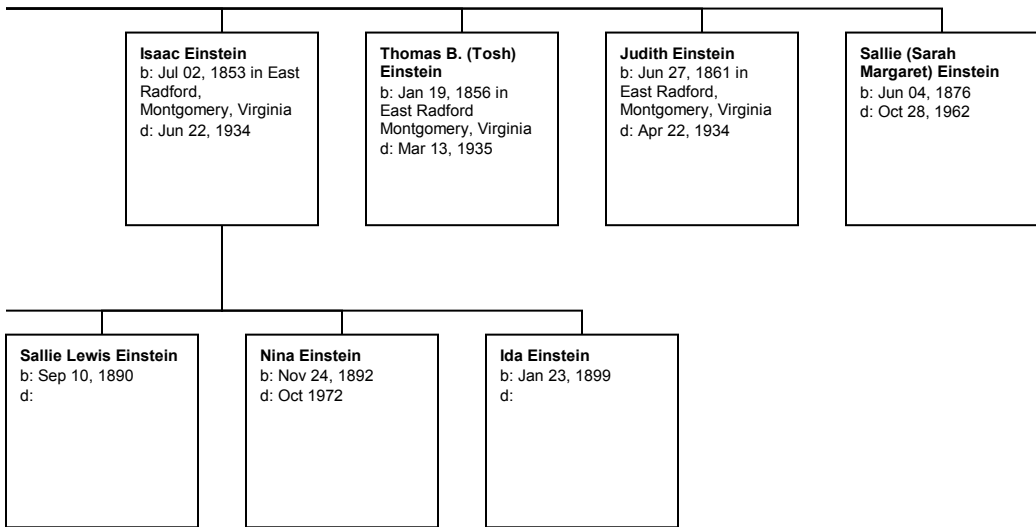 Isaac Einstein
b: Jul 02, 1853 in East
Radford,
Montgomery, Virginia
d: Jun 22, 1934
Thomas B. (Tosh)
Einstein
b: Jan 19, 1856 in
East Radford
Montgomery, Virginia
d: Mar 13, 1935
Judith Einstein
b: Jun 27, 1861 in
East Radford,
Montgomery, Virginia
d: Apr 22, 1934
Sallie (Sarah
Margaret) Einstein
b: Jun 04, 1876
d: Oct 28, 1962
Sallie Lewis Einstein
b: Sep 10, 1890
d:
Nina Einstein
b: Nov 24, 1892
d: Oct 1972
Ida Einstein
b: Jan 23, 1899
d: